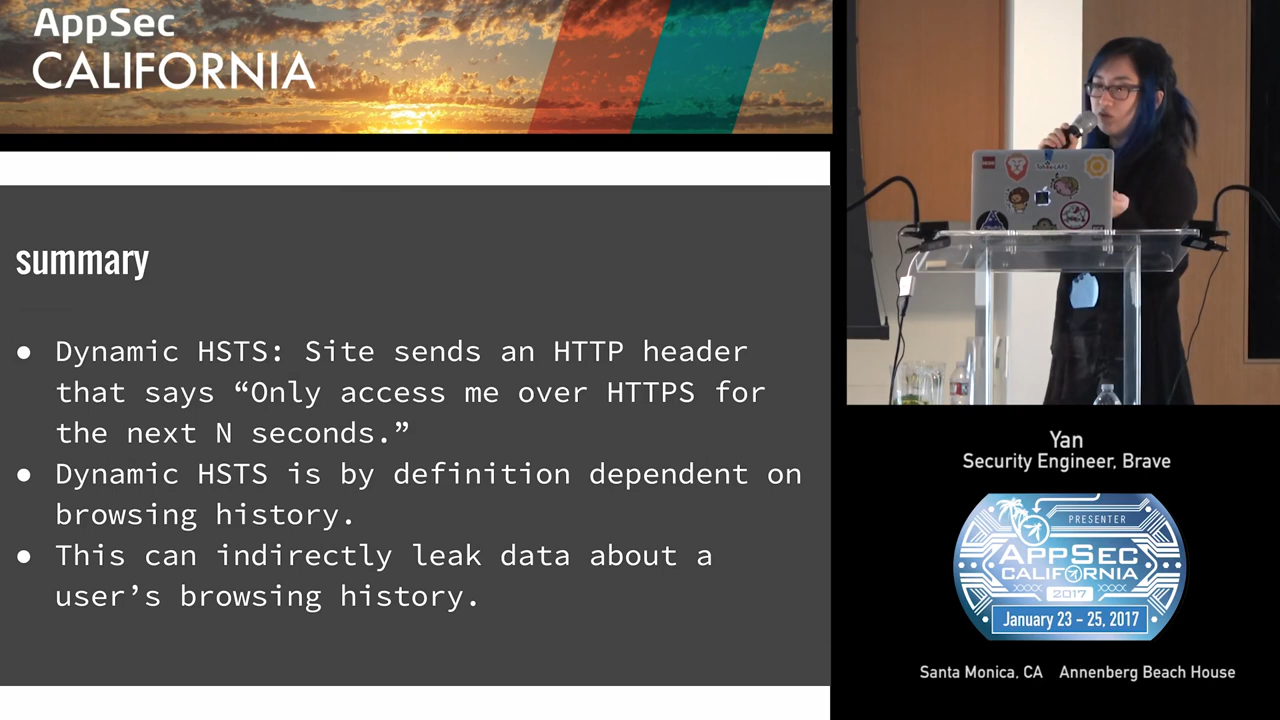 AppSec
CALIFORNIA
summary
● Dynamic HSTS: Site sends an HTTP header
that says “Only access me over HTTPS for
the next N seconds.”
● Dynamic HSTS is by definition dependent on
browsing history.
● This can indirectly leak data about a
user’s browsing history.
Yan
Security Engineer, Brave
PRESENTER
APPSEC
CALIFORNIA
2017
January 23 - 25, 2017
Santa Monica, CA Annenberg Beach House